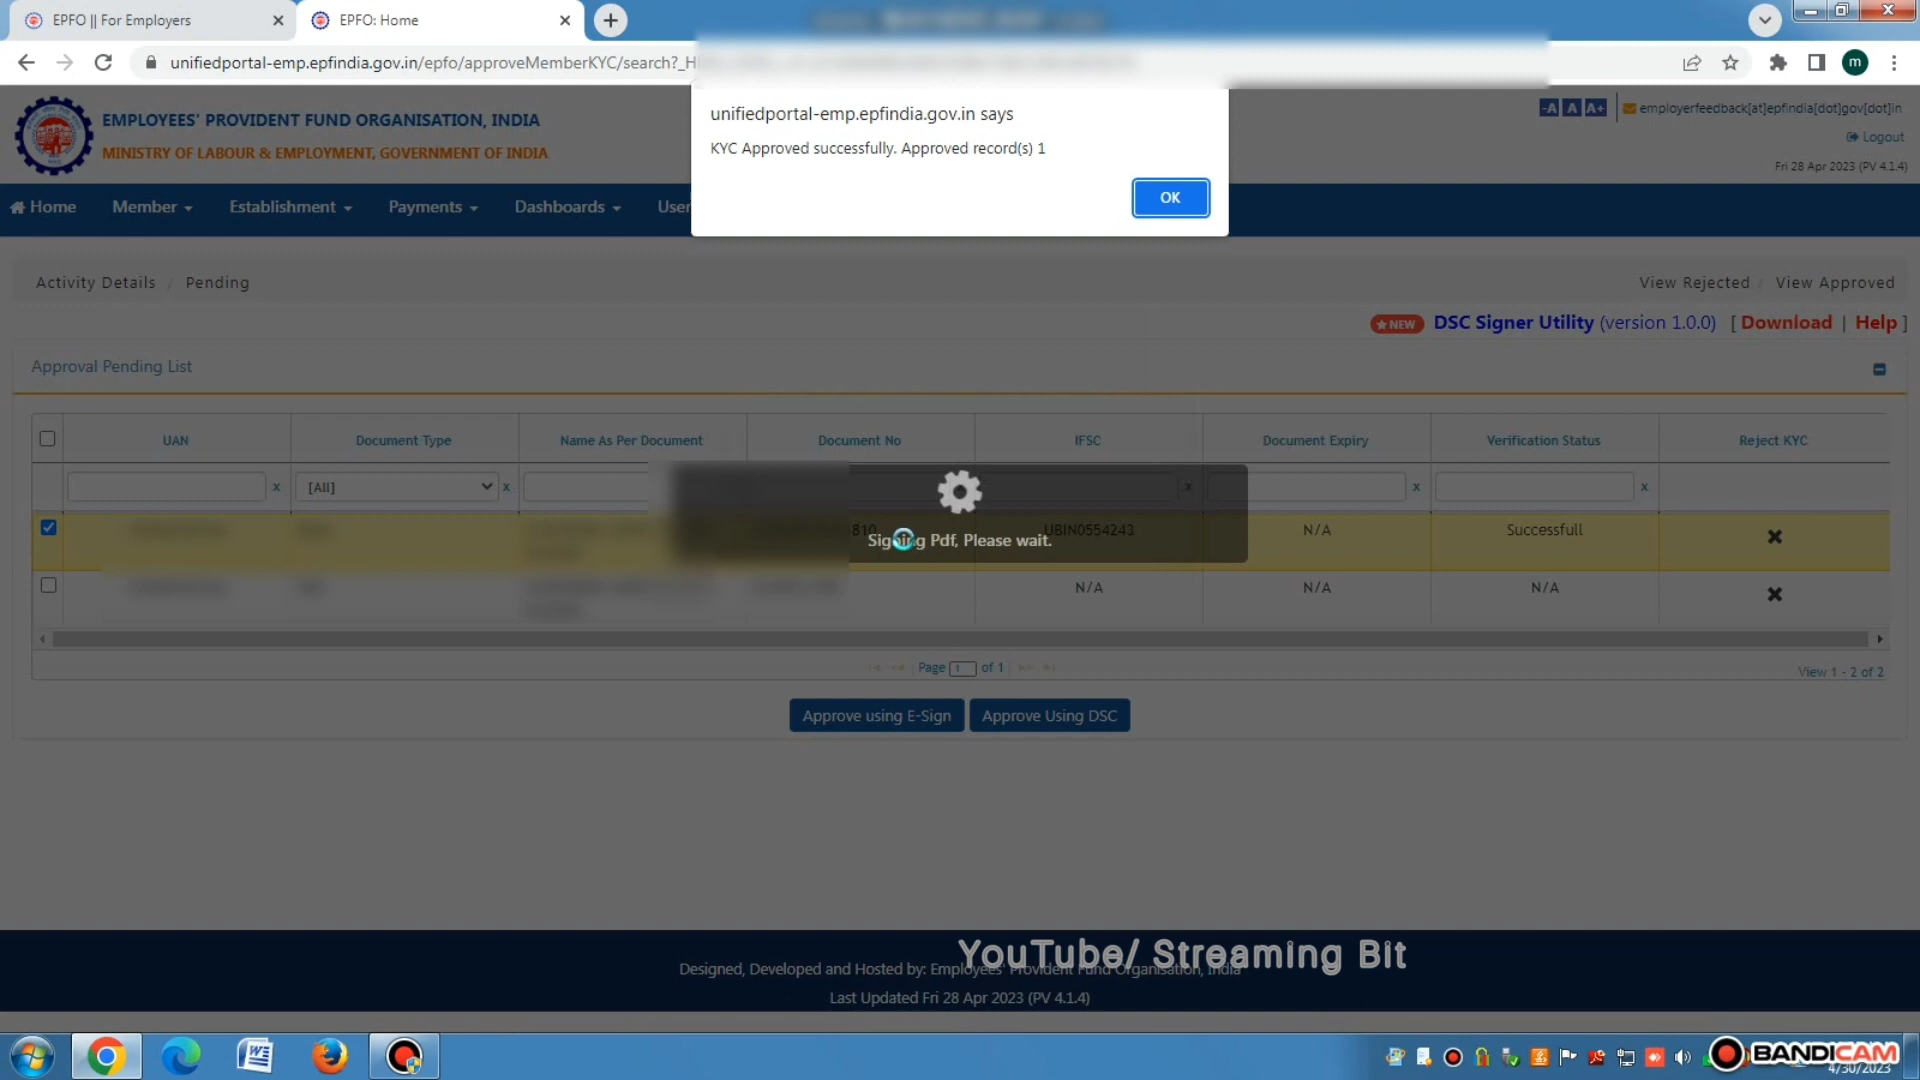 EPFO || For Employers
EPFO: Home
unifiedportal-emp.epfindia.gov.in/epfo/approveMemberKYC/search?_H
m
unifiedportal-emp.epfindia.gov.in says
KYC Approved successfully. Approved record(s) 1
OK
EMPLOYEES' PROVIDENT FUND ORGANISATION, INDIA
MINISTRY OF LABOUR & EMPLOYMENT, GOVERNMENT OF INDIA
-A A A+
employerfeedback[at]epfindia[dot]gov[dot]in
Logout
Fri 28 Apr 2023 (PV 4.1.4)
Home Member Establishment Payments Dashboards User
Activity Details / Pending
View Rejected / View Approved
NEW DSC Signer Utility (version 1.0.0) [ Download | Help ]
Approval Pending List
UAN Document Type Name As Per Document Document No IFSC Document Expiry Verification Status Reject KYC
x [All] x x x x
810 UBIN0554243 N/A Successfull
Signing Pdf, Please wait.
N/A N/A N/A
Page 1 of 1
View 1 - 2 of 2
Approve using E-Sign Approve Using DSC
YouTube/ Streaming Bit
Designed, Developed and Hosted by: Employees' Provident Fund Organisation, India
Last Updated Fri 28 Apr 2023 (PV 4.1.4)
BANDICAM
4/30/2023